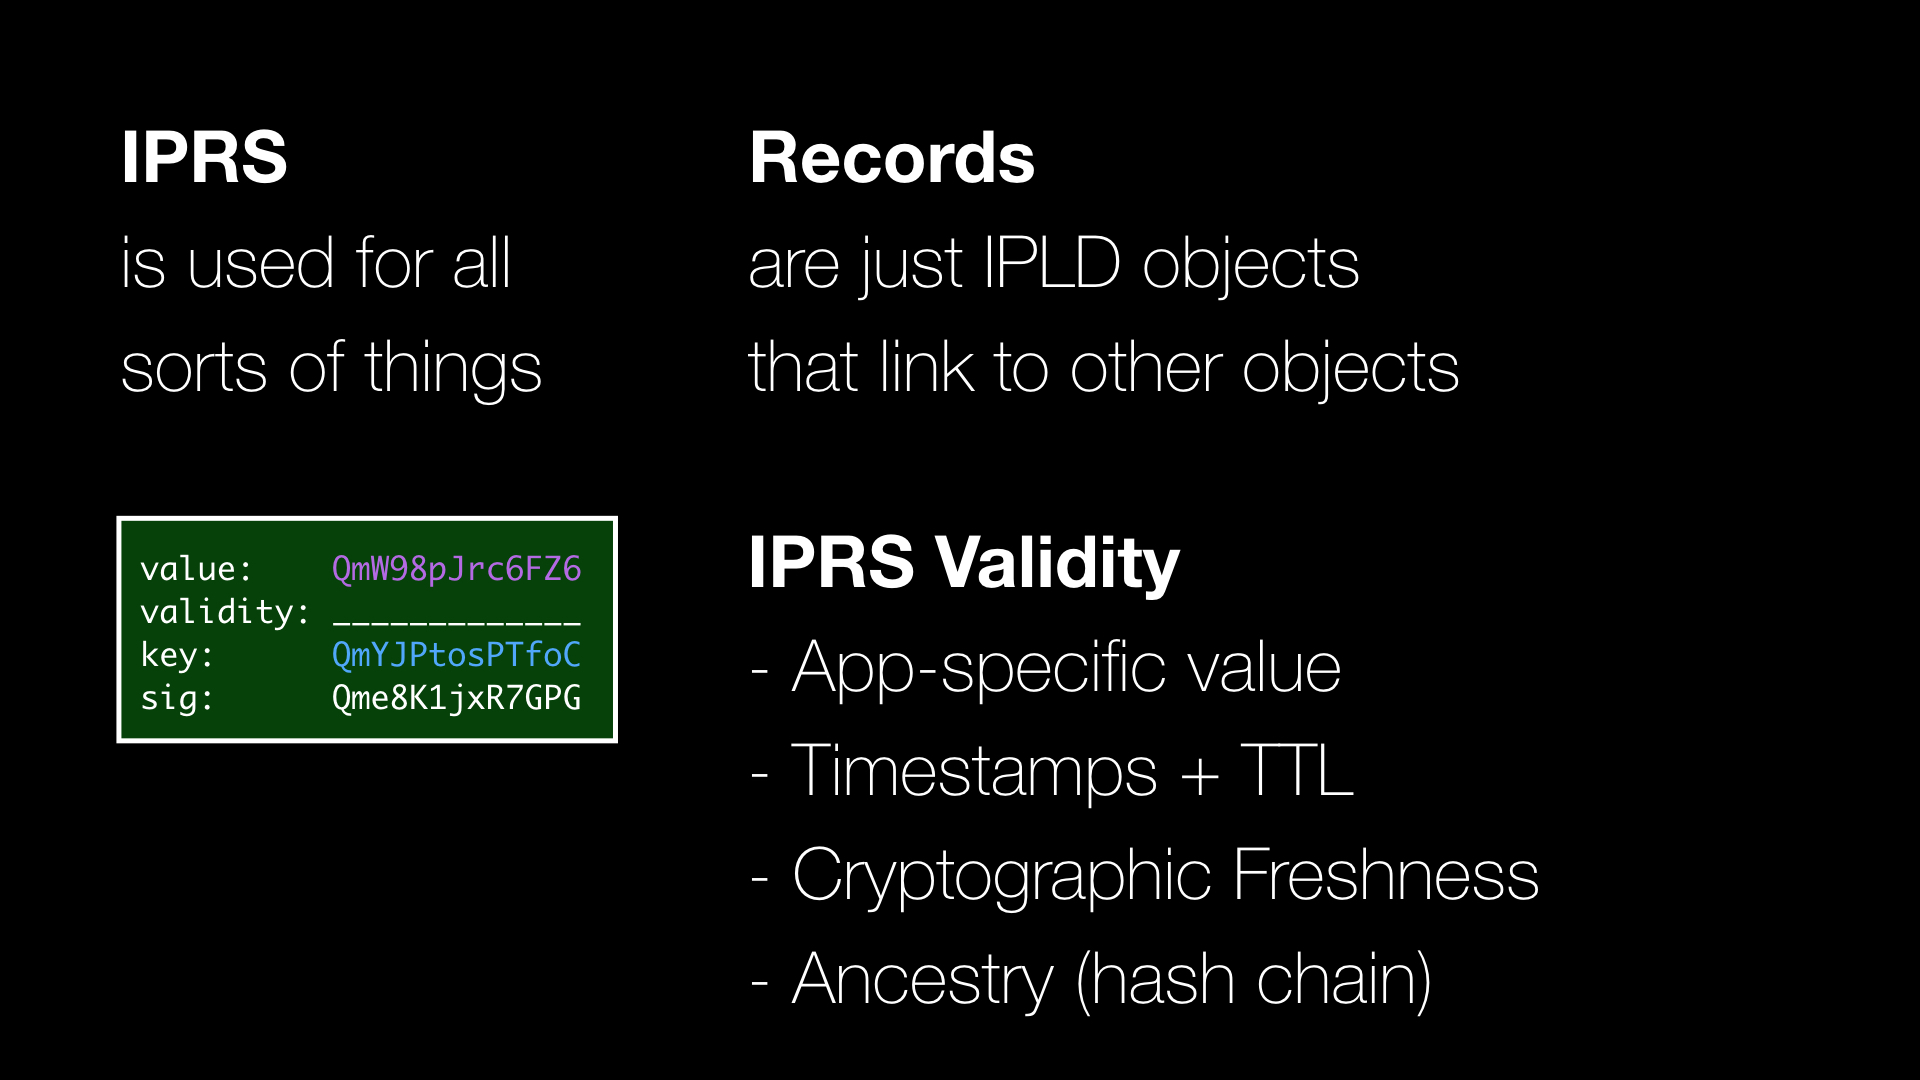 IPRS
is used for all
sorts of things
Records
are just IPLD objects
that link to other objects
value: QmW98pJrc6FZ6
validity: _____________
key: QmYJPtosPTfoC
sig: Qme8K1jxR7GPG
IPRS Validity
- App-specific value
- Timestamps + TTL
- Cryptographic Freshness
- Ancestry (hash chain)